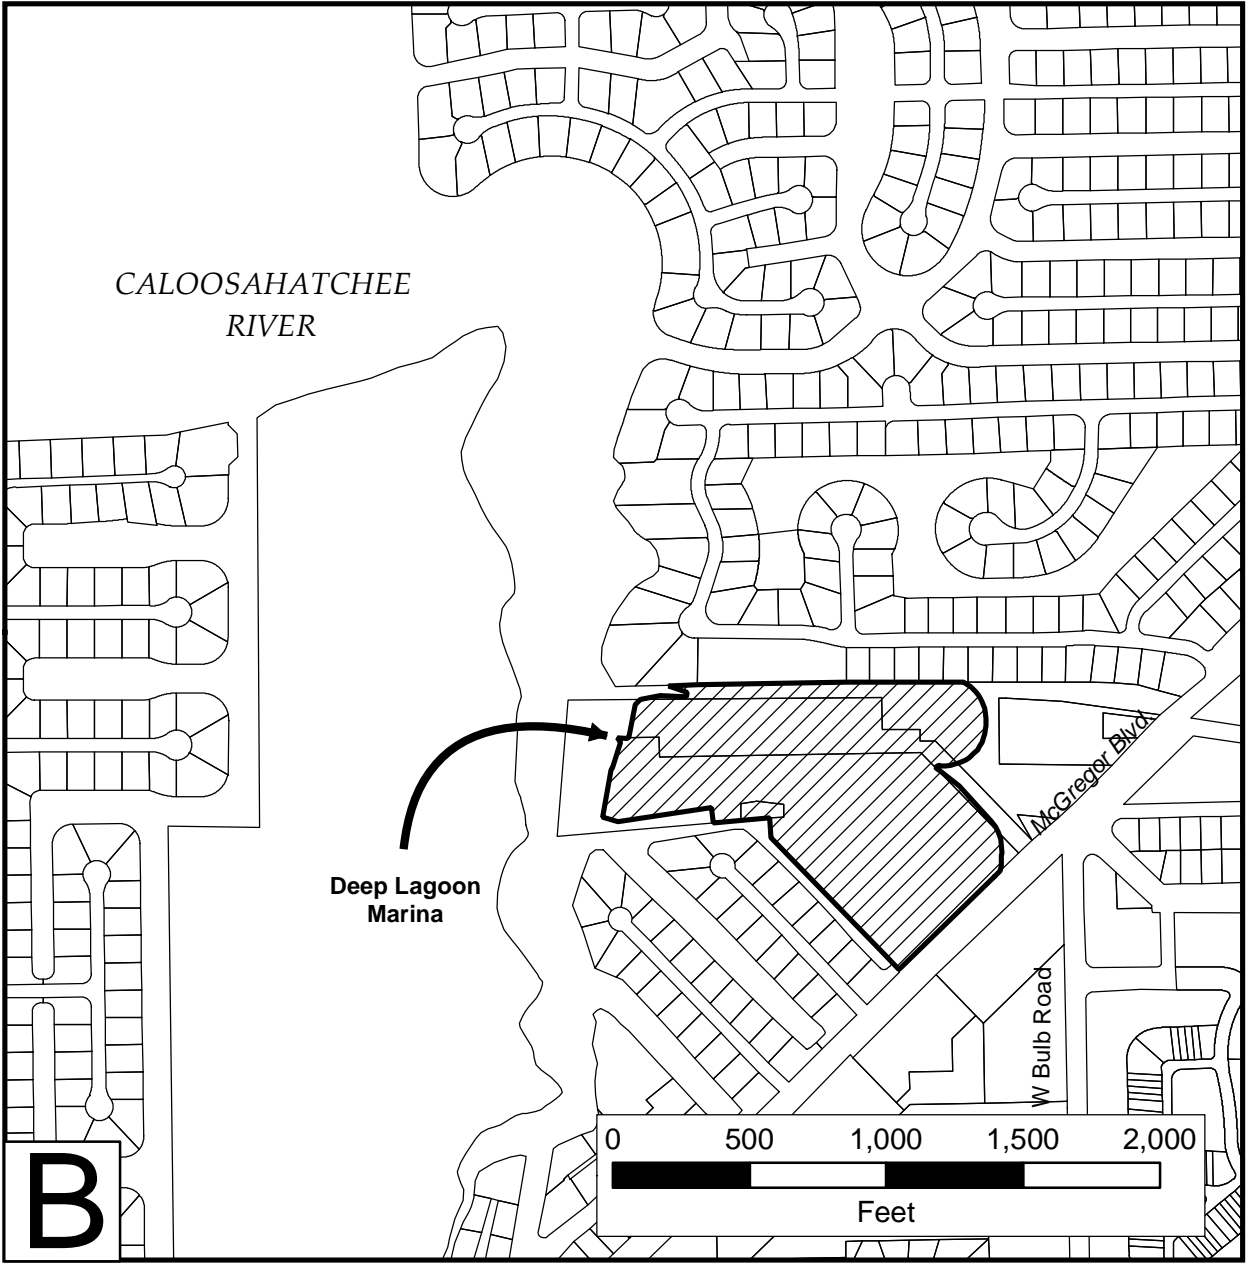 CALOOSAHATCHEE
RIVER
McGregor Blvd.
Deep Lagoon
Marina
W Bulb Road
0 500 1,000 1,500 2,000
Feet
B